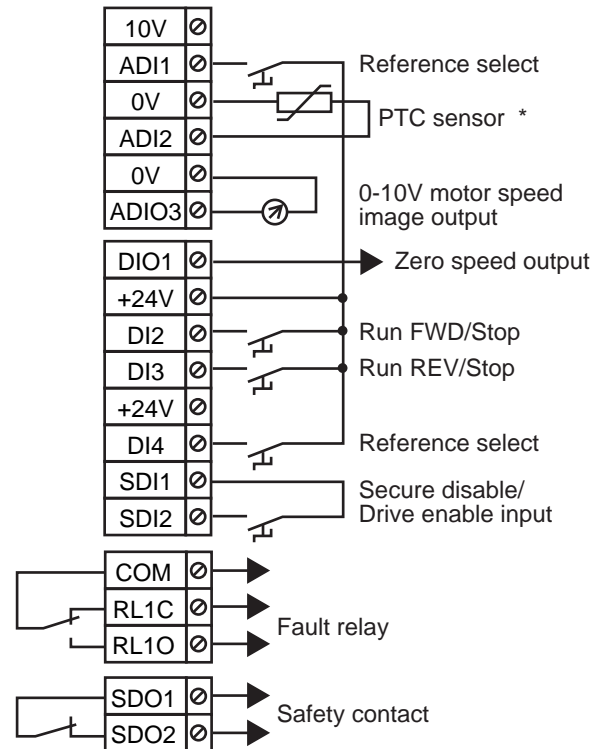 10V
ADI1 Reference select
0V
PTC sensor *
ADI2
0V
0-10V motor speed
image output
ADIO3
DIO1 Zero speed output
+24V
DI2 Run FWD/Stop
DI3 Run REV/Stop
+24V
DI4 Reference select
SDI1
Secure disable/
Drive enable input
SDI2
COM
RL1C
Fault relay
RL1O
SDO1
Safety contact
SDO2